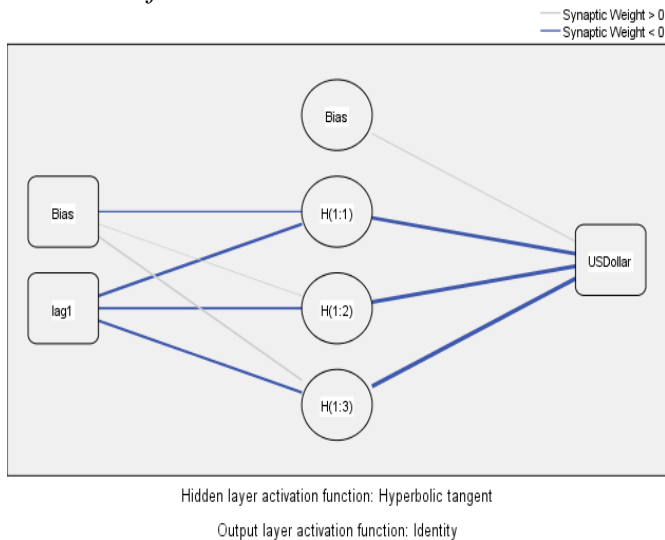 Synaptic Weight > 0
Synaptic Weight < 0
Bias
Bias
H(1:1)
USDollar
lag1
H(1:2)
H(1:3)
Hidden layer activation function: Hyperbolic tangent
Output layer activation function: Identity